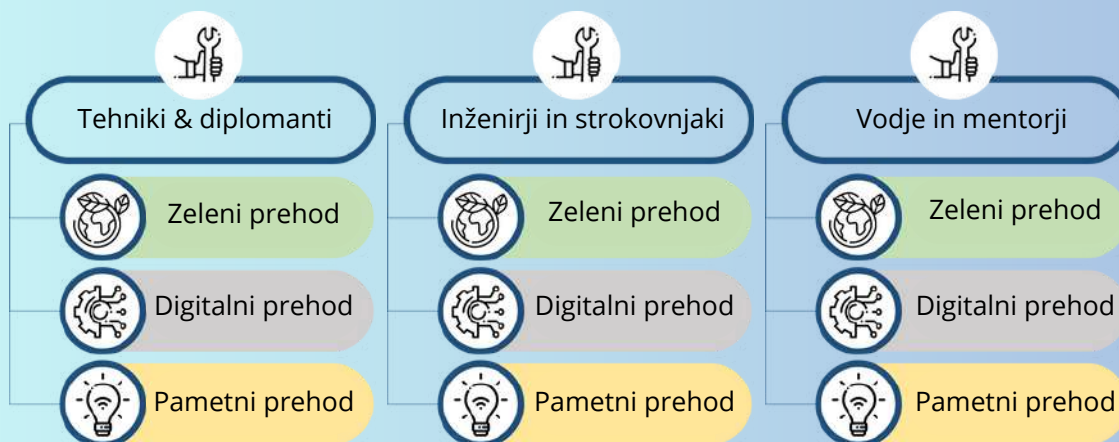 Tehniki & diplomanti
Zeleni prehod
Digitalni prehod
Pametni prehod
Inženirji in strokovnjaki
Zeleni prehod
Digitalni prehod
Pametni prehod
Vodje in mentorji
Zeleni prehod
Digitalni prehod
Pametni prehod